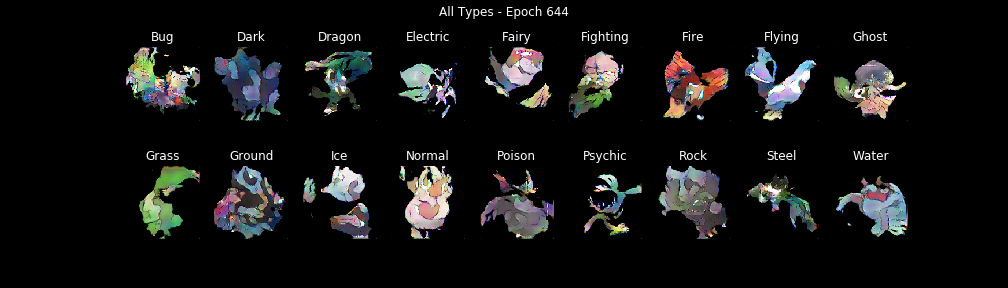 All Types - Epoch 644
Bug Dark Dragon Electric Fairy Fighting Fire Flying Ghost
Grass Ground Ice Normal Poison Psychic Rock Steel Water